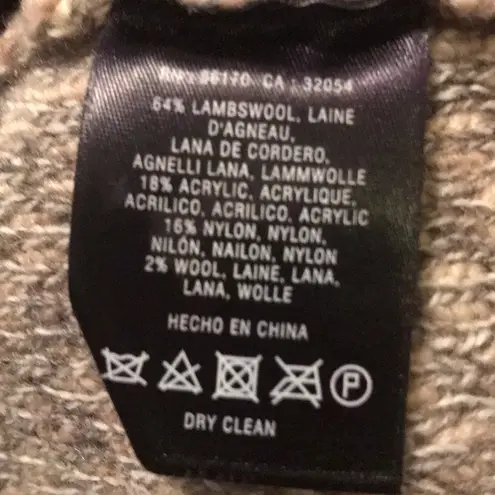 RN: 96170 CA : 32054
64% LAMBSWOOL, LAINE
D'AGNEAU,
LANA DE CORDERO,
AGNELLI LANA, LAMMWOLLE
18% ACRYLIC, ACRYLIQUE,
ACRILICO, ACRILICO, ACRYLIC
16% NYLON, NYLON,
NILÓN, NAILON, NYLON
2% WOOL, LAINE, LANA,
LANA, WOLLE
HECHO EN CHINA
P
DRY CLEAN